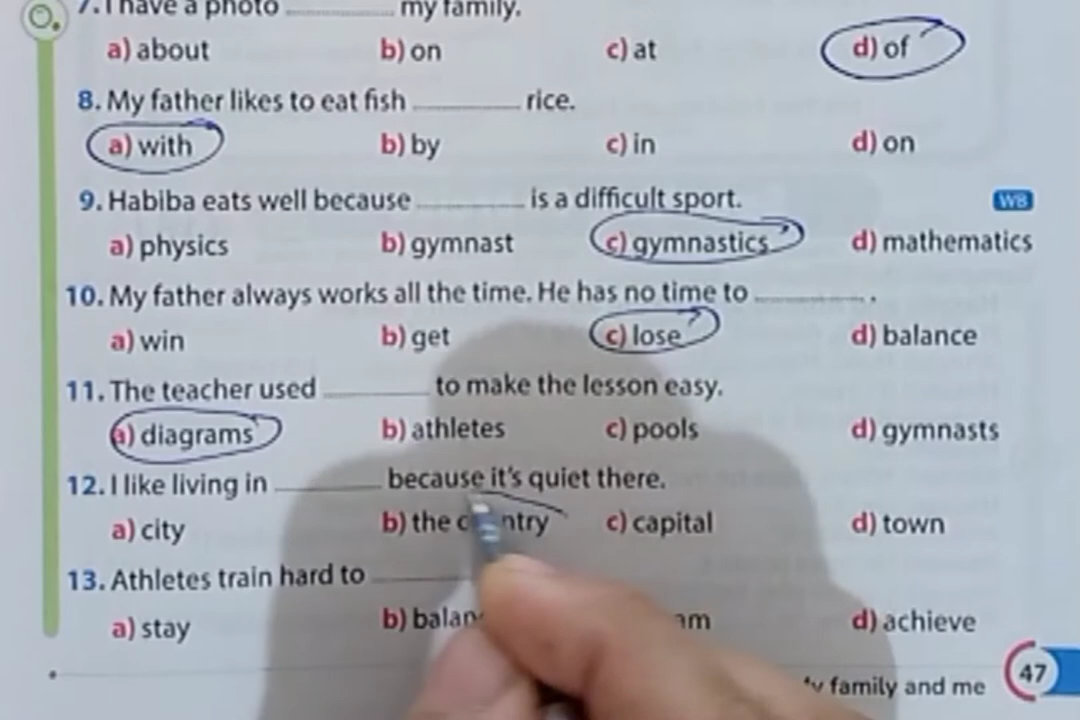 7. I have a photo ............ my family.
a) about b) on c) at d) of
8. My father likes to eat fish ............ rice.
a) with b) by c) in d) on
9. Habiba eats well because ............ is a difficult sport.
W8
a) physics b) gymnast c) gymnastics d) mathematics
10. My father always works all the time. He has no time to ............ .
a) win b) get c) lose d) balance
11. The teacher used ............ to make the lesson easy.
a) diagrams b) athletes c) pools d) gymnasts
12. I like living in ............ because it's quiet there.
a) city b) the c ntry c) capital d) town
13. Athletes train hard to ............
a) stay b) balan d) achieve
family and me 47